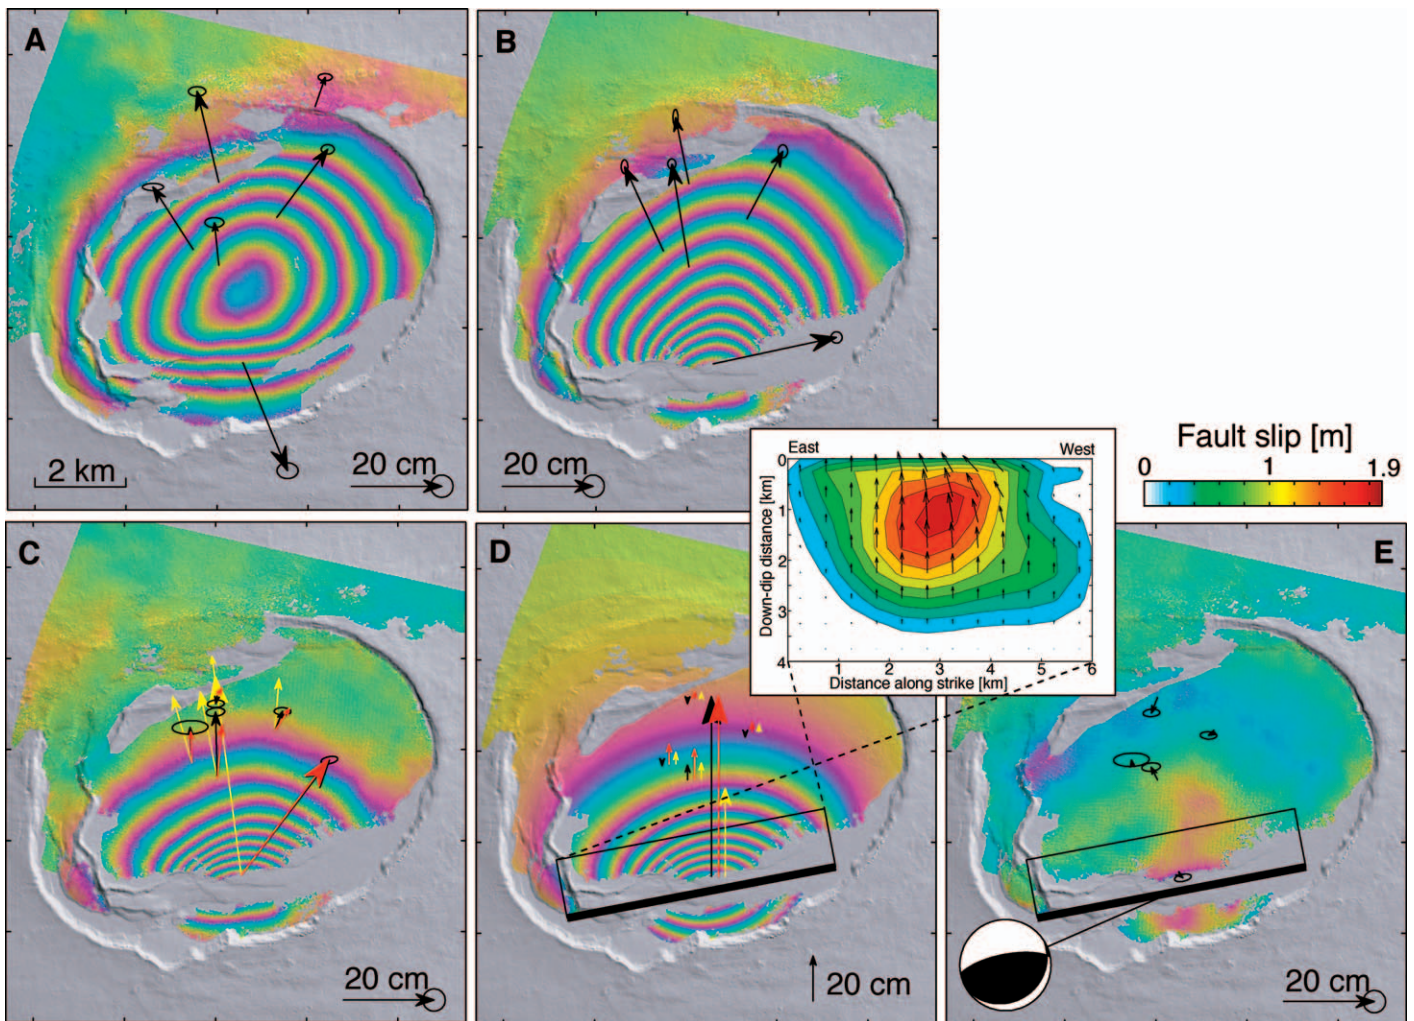 A
2 km
20 cm
B
20 cm
Fault slip [m]
0 1 1.9
East West
0
1
2
3
4
Down-dip distance [km]
1 2 3 4 5 6
Distance along strike [km]
C
20 cm
D
20 cm
E
20 cm